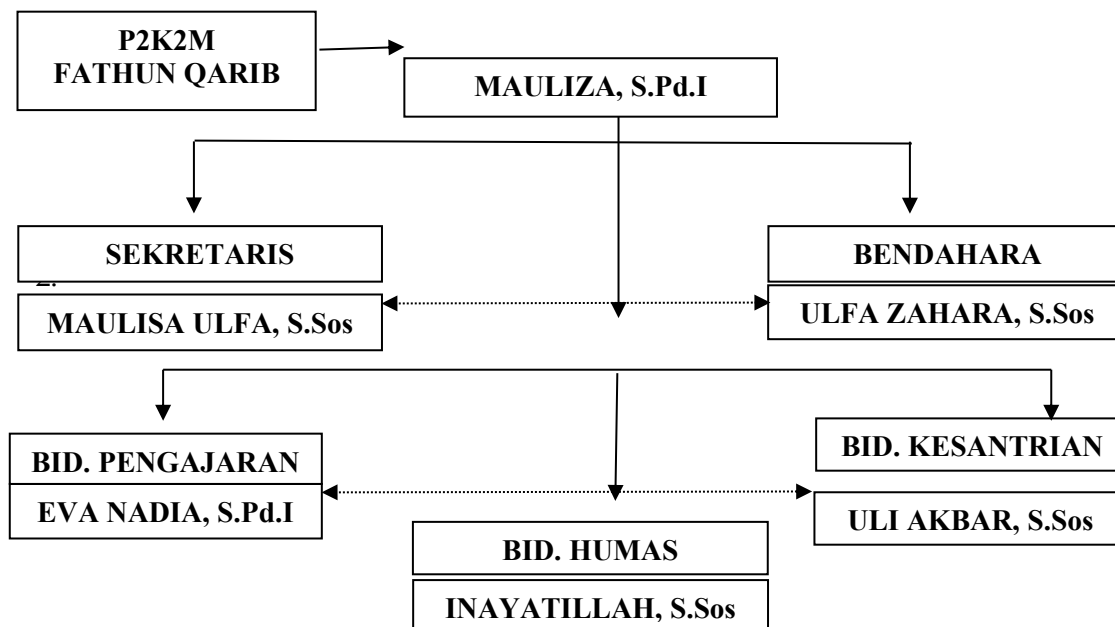 P2K2M
FATHUN QARIB
MAULIZA, S.Pd.I
SEKRETARIS
BENDAHARA
MAULISA ULFA, S.Sos
ULFA ZAHARA, S.Sos
BID. PENGAJARAN
BID. KESANTRIAN
EVA NADIA, S.Pd.I
ULI AKBAR, S.Sos
BID. HUMAS
INAYATILLAH, S.Sos